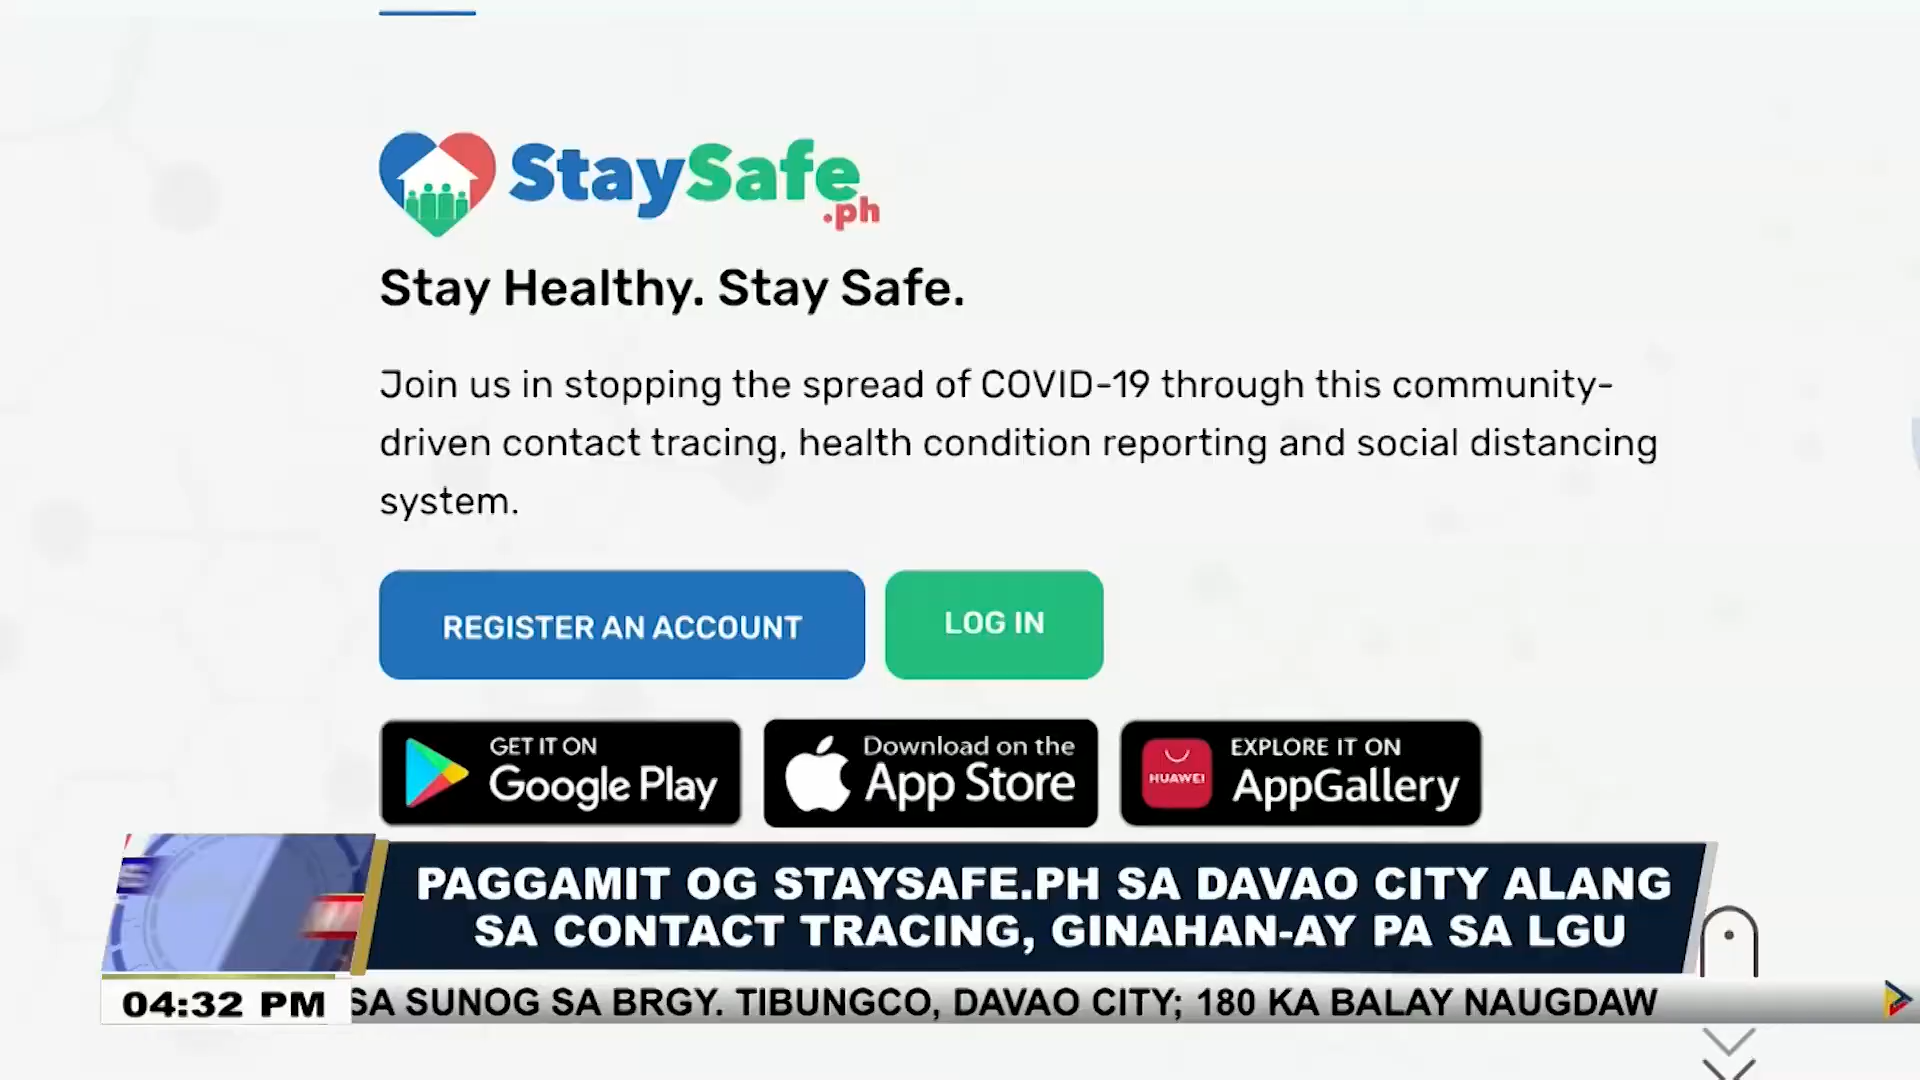 StaySafe
.ph
Stay Healthy. Stay Safe.
Join us in stopping the spread of COVID-19 through this community-
driven contact tracing, health condition reporting and social distancing
system.
REGISTER AN ACCOUNT
LOG IN
GET IT ON
Google Play
Download on the
App Store
HUAWEI
EXPLORE IT ON
AppGallery
PAGGAMIT OG STAYSAFE.PH SA DAVAO CITY ALANG
SA CONTACT TRACING, GINAHAN-AY PA SA LGU
04:32 PM
SA SUNOG SA BRGY. TIBUNGCO, DAVAO CITY; 180 KA BALAY NAUGDAW